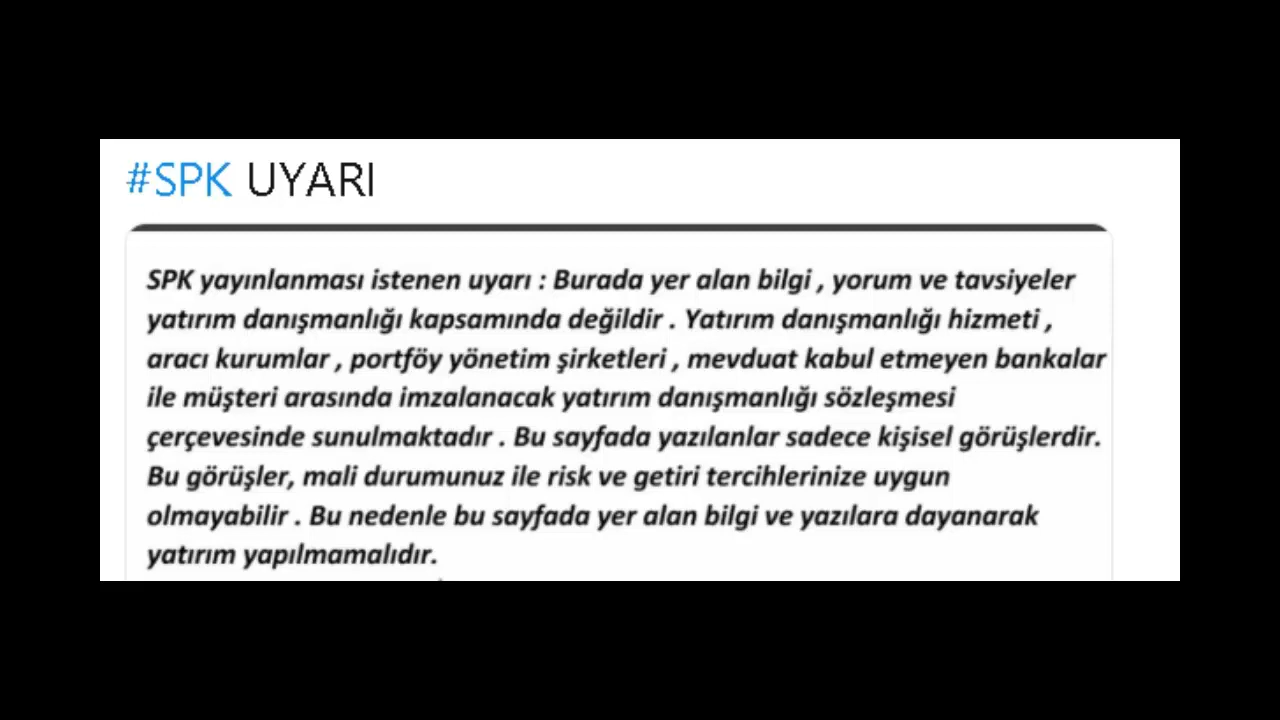 #SPK UYARI
SPK yayınlanması istenen uyarı : Burada yer alan bilgi , yorum ve tavsiyeler
yatırım danışmanlığı kapsamında değildir . Yatırım danışmanlığı hizmeti ,
aracı kurumlar , portföy yönetim şirketleri , mevduat kabul etmeyen bankalar
ile müşteri arasında imzalanacak yatırım danışmanlığı sözleşmesi
çerçevesinde sunulmaktadır . Bu sayfada yazılanlar sadece kişisel görüşlerdir.
Bu görüşler, mali durumunuz ile risk ve getiri tercihlerinize uygun
olmayabilir . Bu nedenle bu sayfada yer alan bilgi ve yazılara dayanarak
yatırım yapılmamalıdır.